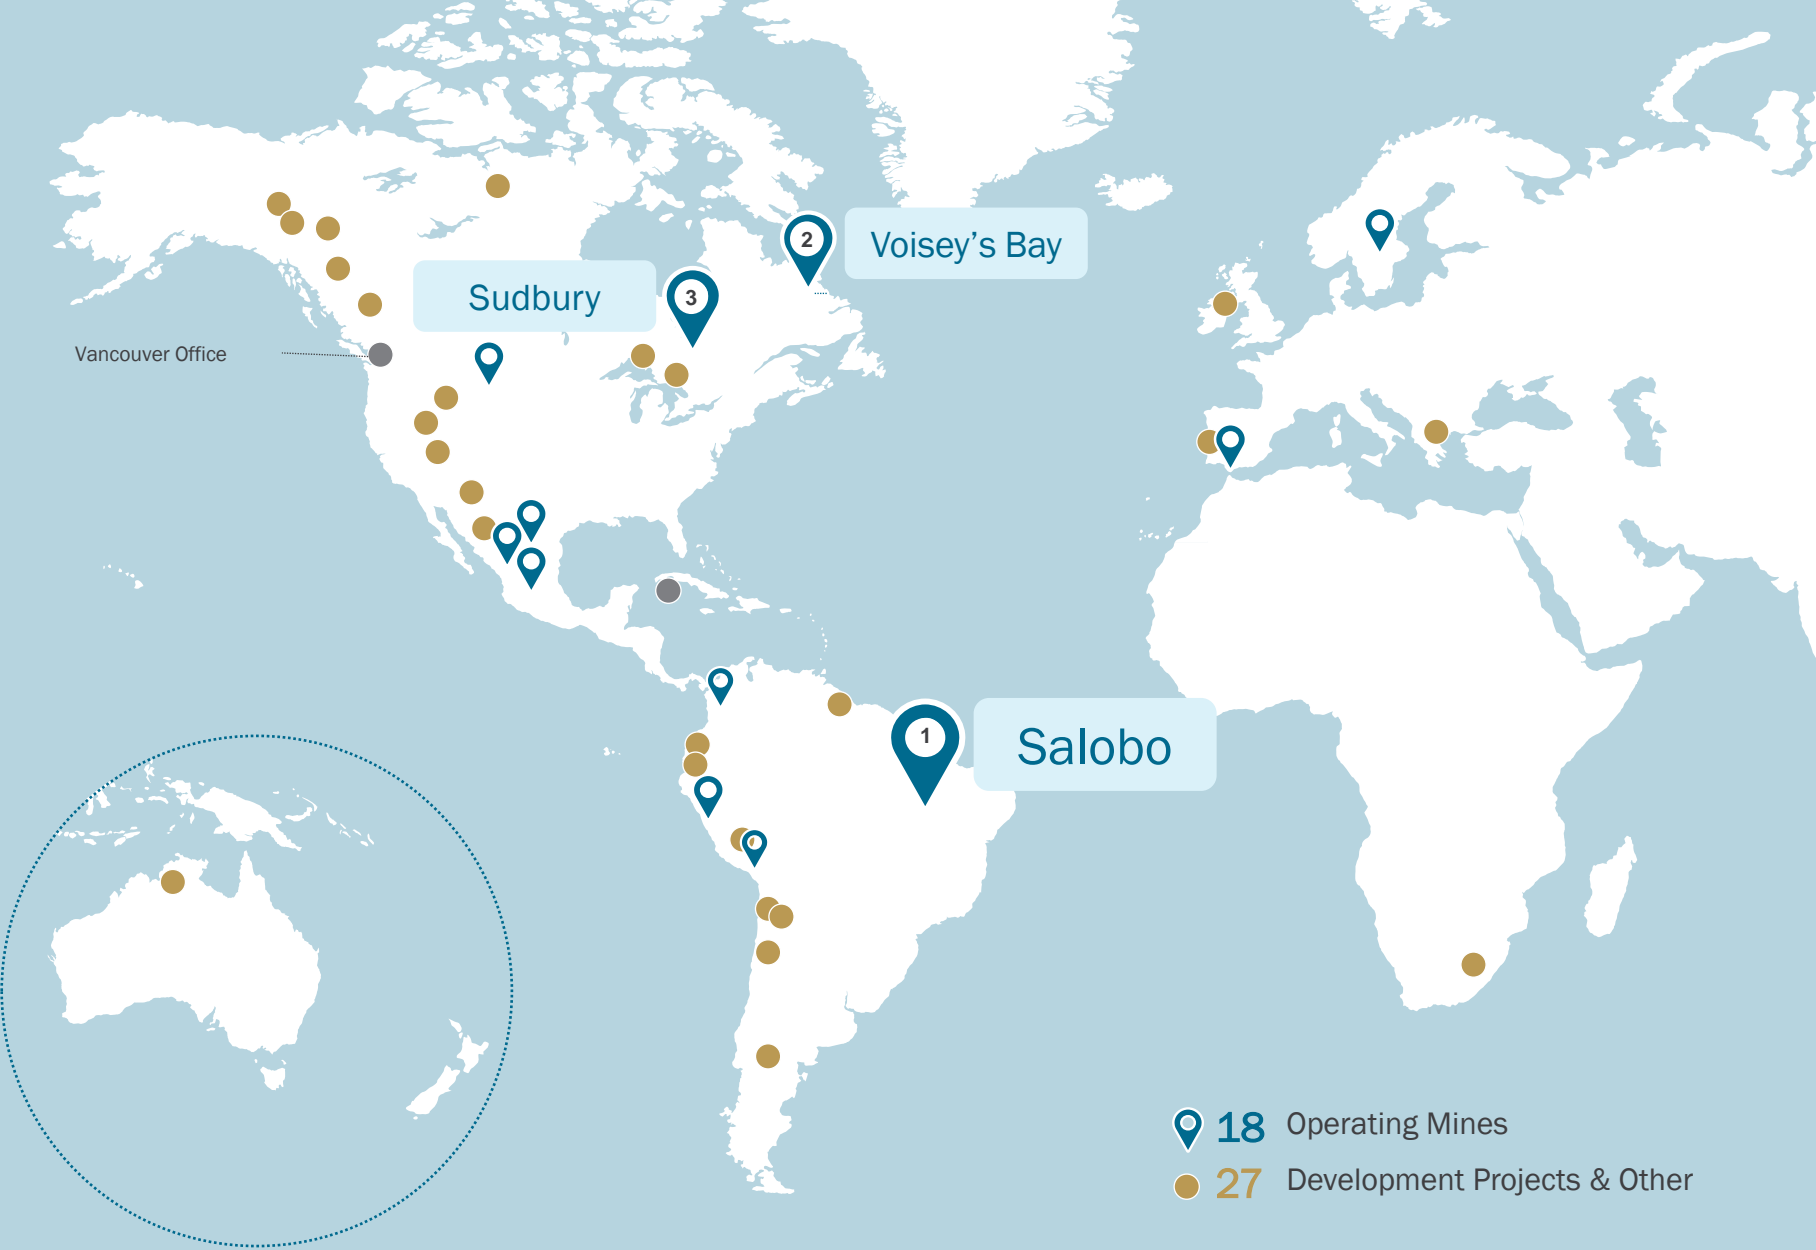 2
Voisey's Bay
Sudbury
3
Vancouver Office
1
Salobo
18 Operating Mines
27 Development Projects & Other